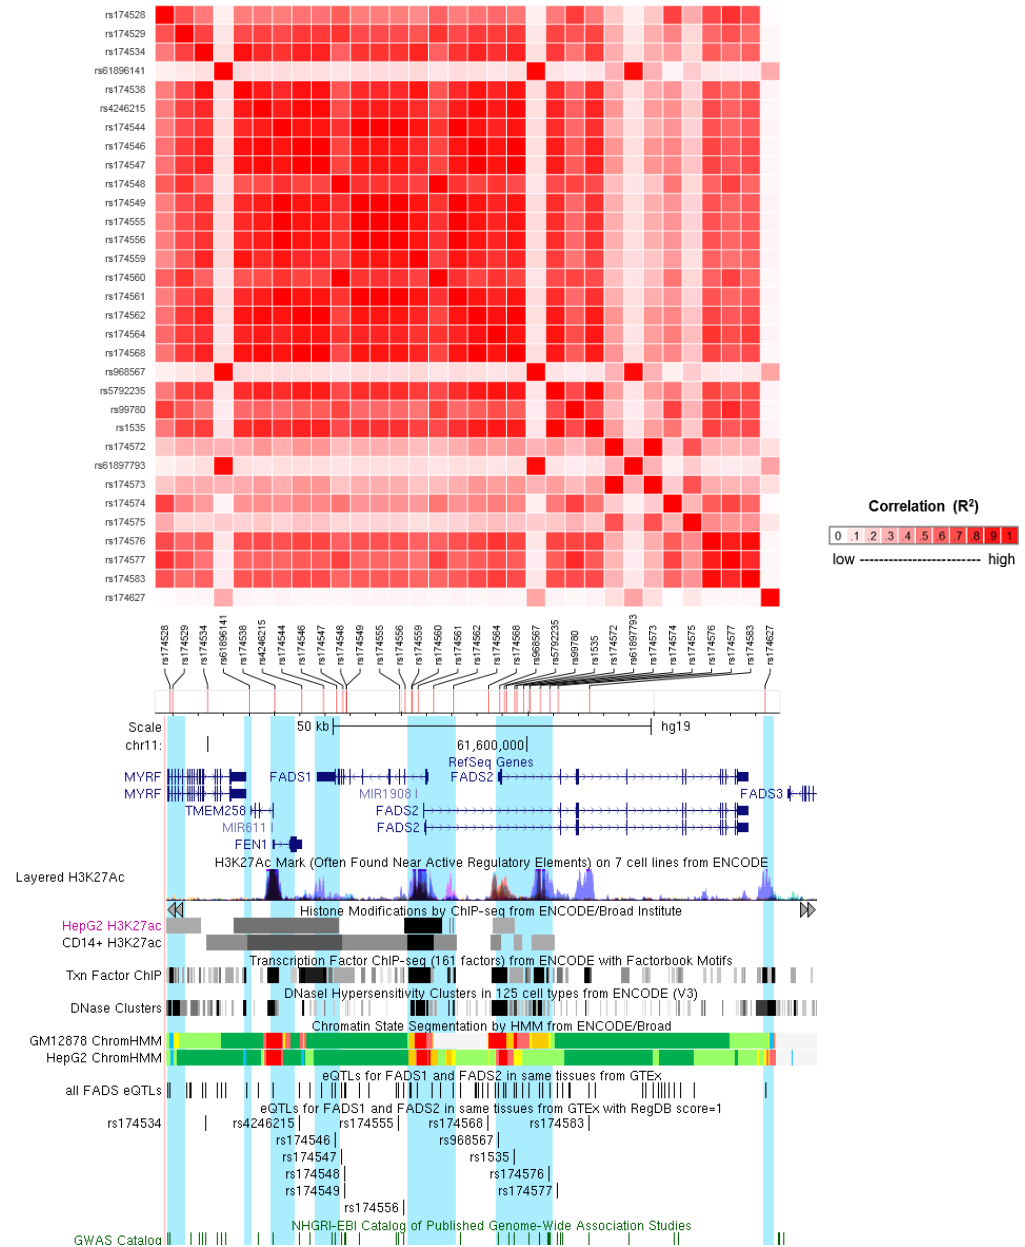 rs174528
rs174529
rs174534
rs61896141
rs174538
rs4246215
rs174544
rs174546
rs174547
rs174548
rs174549
rs174555
rs174556
rs174559
rs174560
rs174561
rs174562
rs174564
rs174568
rs968567
rs5792235
rs99780
rs1535
rs174572
rs61897793
rs174573
rs174574
rs174575
rs174576
rs174577
rs174583
rs174627
Correlation (R²)
0 .1 .2 .3 .4 .5 .6 .7 .8 .9 1
low -------------------------- high
rs174528 rs174529 rs174534 rs61896141 rs174538 rs4246215 rs174544 rs174546 rs174547 rs174548 rs174549 rs174555 rs174556 rs174559 rs174560 rs174561 rs174562 rs174564 rs174568 rs968567 rs5792235 rs99780 rs1535 rs174572 rs61897793 rs174573 rs174574 rs174575 rs174576 rs174577 rs174583 rs174627
Scale 50 kb hg19
chr11: 61,600,000
RefSeq Genes
MYRF FADS1 FADS2
MYRF MIR1908 FADS3
TMEM258 FADS2
MIR611 FADS2
FEN1
H3K27Ac Mark (Often Found Near Active Regulatory Elements) on 7 cell lines from ENCODE
Layered H3K27Ac
Histone Modifications by ChIP-seq from ENCODE/Broad Institute
HepG2 H3K27ac
CD14+ H3K27ac
Transcription Factor ChIP-seq (161 factors) from ENCODE with Factorbook Motifs
Txn Factor ChIP
DNaseI Hypersensitivity Clusters in 125 cell types from ENCODE (V3)
DNase Clusters
Chromatin State Segmentation by HMM from ENCODE/Broad
GM12878 ChromHMM
HepG2 ChromHMM
eQTLs for FADS1 and FADS2 in same tissues from GTEx
all FADS eQTLs
eQTLs for FADS1 and FADS2 in same tissues from GTEx with RegDB score=1
rs174534 rs4246215 rs174555 rs174568 rs174583
rs174546 rs968567
rs174547 rs1535
rs174548 rs174576
rs174549 rs174577
rs174556
NHGRI-EBI Catalog of Published Genome-Wide Association Studies
GWAS Catalog